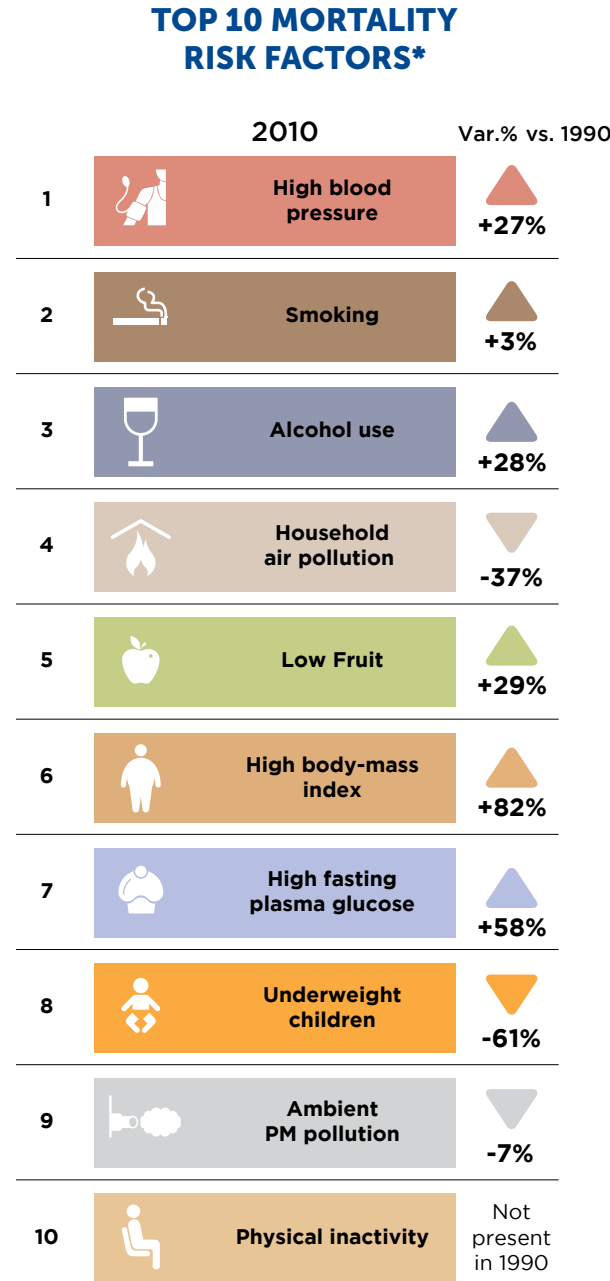 TOP 10 MORTALITY
RISK FACTORS*
2010
Var.% vs. 1990
1
High blood
pressure
+27%
2
Smoking
+3%
3
Alcohol use
+28%
4
Household
air pollution
-37%
5
Low Fruit
+29%
6
High body-mass
index
+82%
7
High fasting
plasma glucose
+58%
8
Underweight
children
-61%
9
Ambient
PM pollution
-7%
10
Physical inactivity
Not
present
in 1990